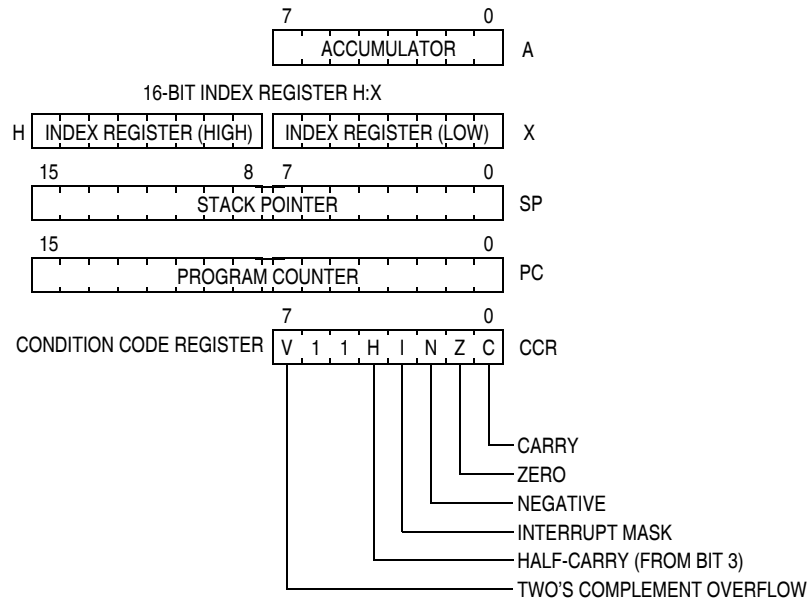 7 0
ACCUMULATOR A
16-BIT INDEX REGISTER H:X
H INDEX REGISTER (HIGH) INDEX REGISTER (LOW) X
15 8 7 0
STACK POINTER SP
15 0
PROGRAM COUNTER PC
7 0
CONDITION CODE REGISTER V 1 1 H I N Z C CCR
CARRY
ZERO
NEGATIVE
INTERRUPT MASK
HALF-CARRY (FROM BIT 3)
TWO'S COMPLEMENT OVERFLOW